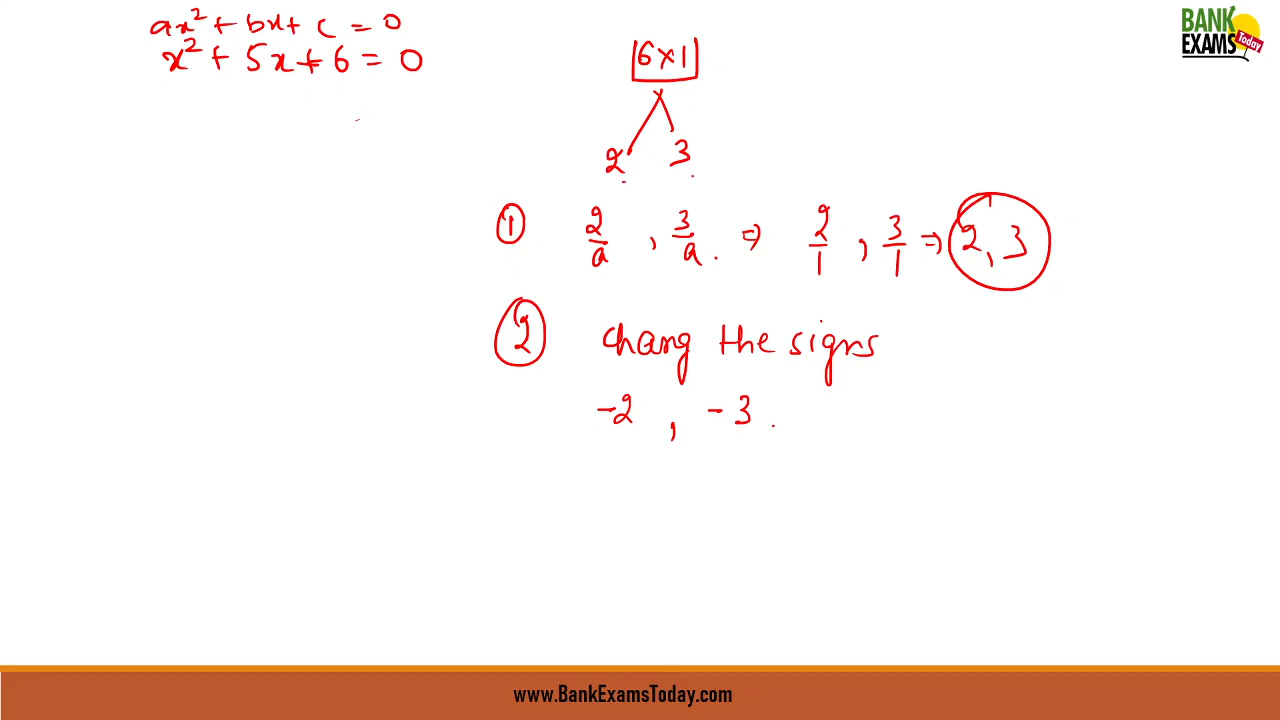 ax² + bx + c = 0
x² + 5x + 6 = 0
6 x 1
2 3
① 2/a , 3/a . ⇒ 2/1 , 3/1 ⇒ 2, 3
② chang the signs
-2 , -3 .
BANK
EXAMS Today
www.BankExamsToday.com